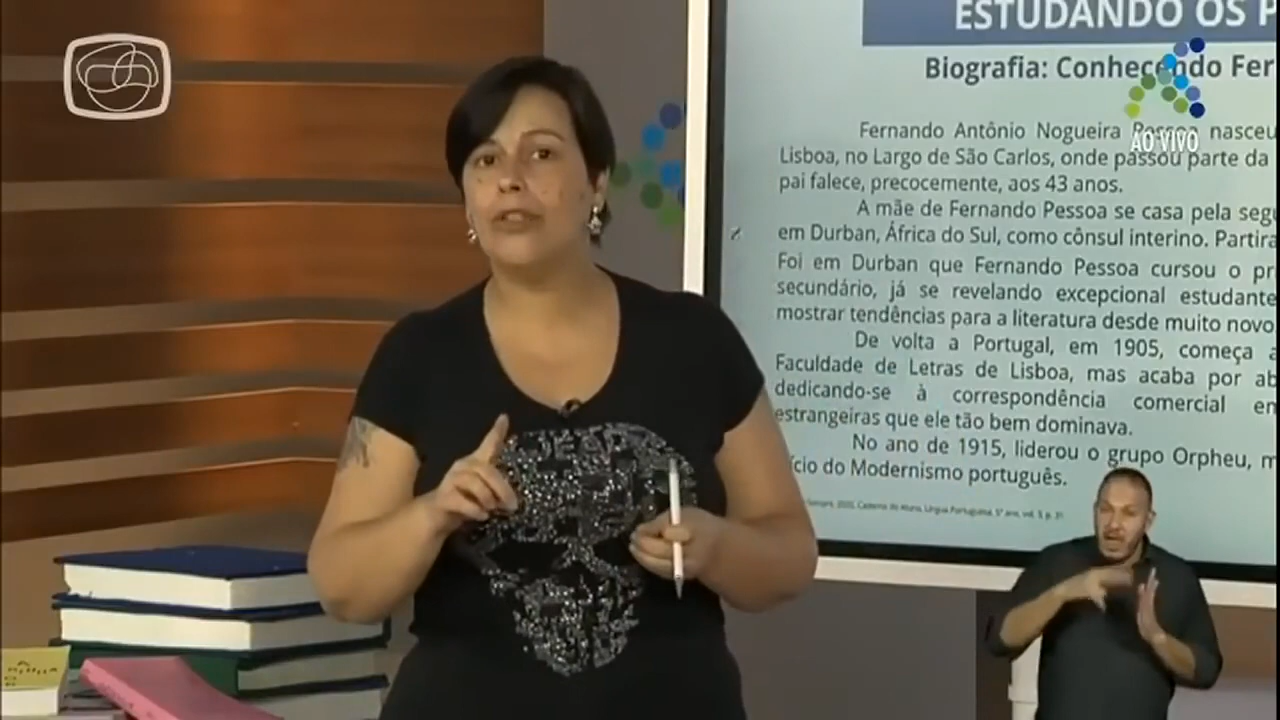 ESTUDANDO OS P
Biografia: Conhecendo Fer
AO VIVO
Fernando Antônio Nogueira Pessoa nasceu
Lisboa, no Largo de São Carlos, onde passou parte da
pai falece, precocemente, aos 43 anos.
A mãe de Fernando Pessoa se casa pela segu
em Durban, África do Sul, como cônsul interino. Partira
Foi em Durban que Fernando Pessoa cursou o pr
secundário, já se revelando excepcional estudante
mostrar tendências para a literatura desde muito novo
De volta a Portugal, em 1905, começa a
Faculdade de Letras de Lisboa, mas acaba por ab
dedicando-se à correspondência comercial em
estrangeiras que ele tão bem dominava.
No ano de 1915, liderou o grupo Orpheu, m
ício do Modernismo português.